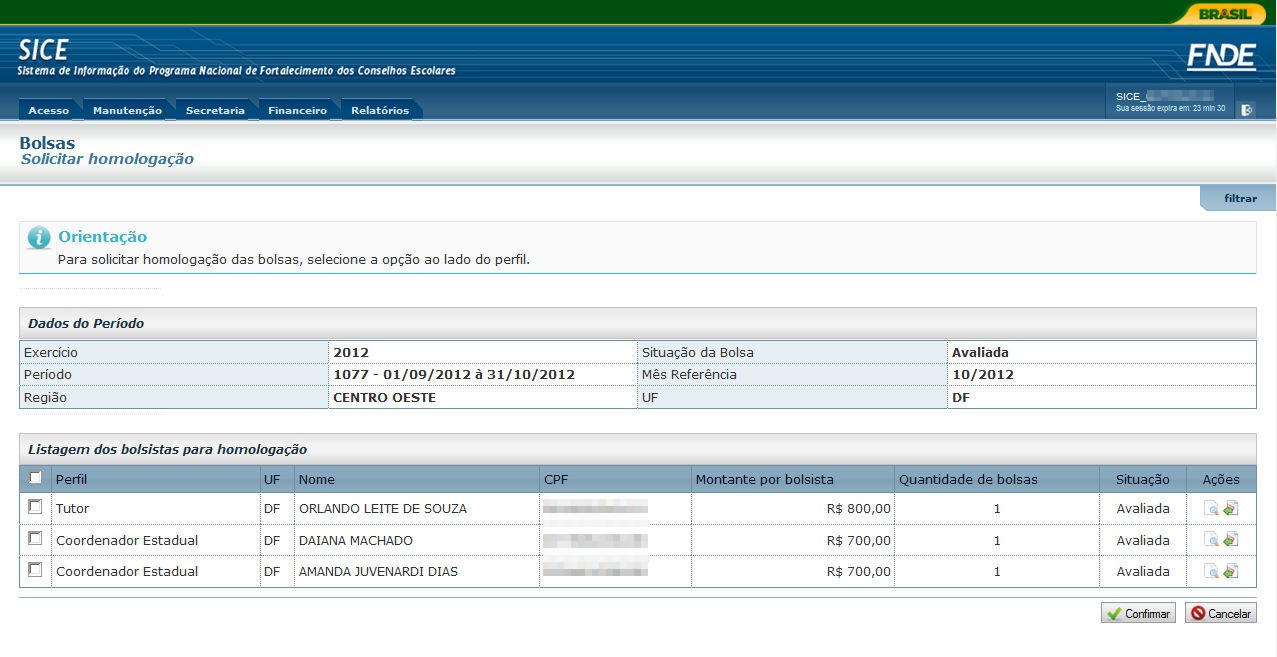 BRASIL
SICE
Sistema de Informação do Programa Nacional de Fortalecimento dos Conselhos Escolares
FNDE
Acesso Manutenção Secretaria Financeiro Relatórios
SICE_
Sua sessão expira em: 23 min 30
Bolsas
Solicitar homologação
filtrar
Orientação
Para solicitar homologação das bolsas, selecione a opção ao lado do perfil.
Dados do Período
Exercício 2012 Situação da Bolsa Avaliada
Período 1077 - 01/09/2012 à 31/10/2012 Mês Referência 10/2012
Região CENTRO OESTE UF DF
Listagem dos bolsistas para homologação
Perfil UF Nome CPF Montante por bolsista Quantidade de bolsas Situação Ações
Tutor DF ORLANDO LEITE DE SOUZA R$ 800,00 1 Avaliada
Coordenador Estadual DF DAIANA MACHADO R$ 700,00 1 Avaliada
Coordenador Estadual DF AMANDA JUVENARDI DIAS R$ 700,00 1 Avaliada
Confirmar Cancelar